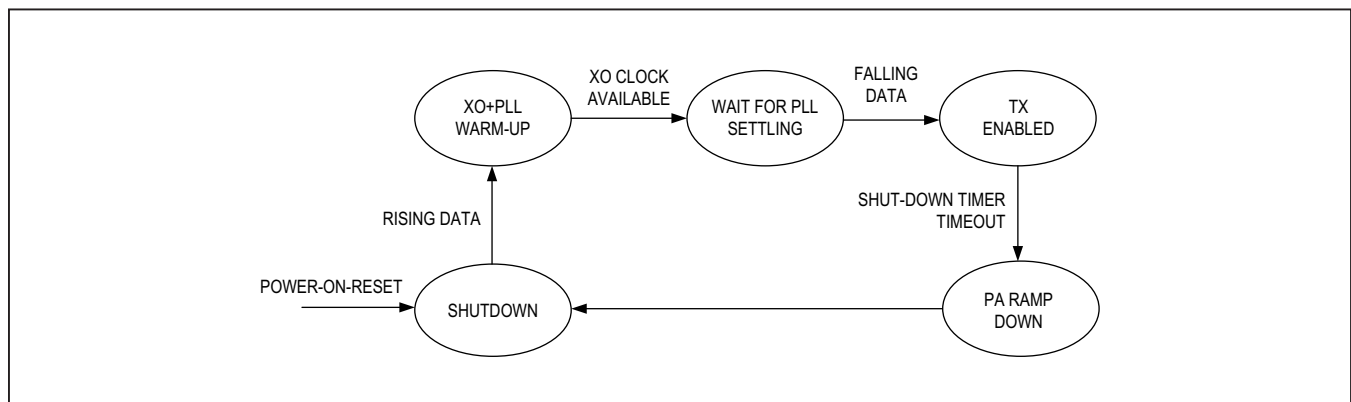 XO+PLL
WARM-UP
XO CLOCK
AVAILABLE
WAIT FOR PLL
SETTLING
FALLING
DATA
TX
ENABLED
RISING DATA
SHUT-DOWN TIMER
TIMEOUT
POWER-ON-RESET
SHUTDOWN
PA RAMP
DOWN